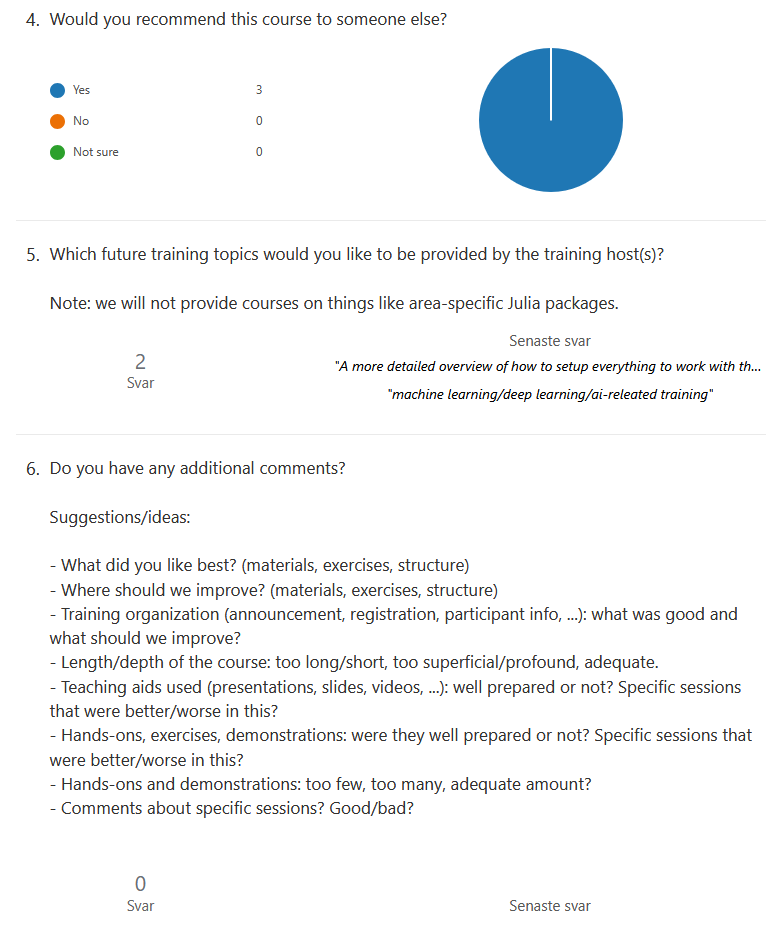 4. Would you recommend this course to someone else?
Yes 3
No 0
Not sure 0
5. Which future training topics would you like to be provided by the training host(s)?
Note: we will not provide courses on things like area-specific Julia packages.
2
Svar
Senaste svar
"A more detailed overview of how to setup everything to work with th...
"machine learning/deep learning/ai-releated training"
6. Do you have any additional comments?
Suggestions/ideas:
- What did you like best? (materials, exercises, structure)
- Where should we improve? (materials, exercises, structure)
- Training organization (announcement, registration, participant info, ...): what was good and
what should we improve?
- Length/depth of the course: too long/short, too superficial/profound, adequate.
- Teaching aids used (presentations, slides, videos, ...): well prepared or not? Specific sessions
that were better/worse in this?
- Hands-ons, exercises, demonstrations: were they well prepared or not? Specific sessions that
were better/worse in this?
- Hands-ons and demonstrations: too few, too many, adequate amount?
- Comments about specific sessions? Good/bad?
0
Svar
Senaste svar